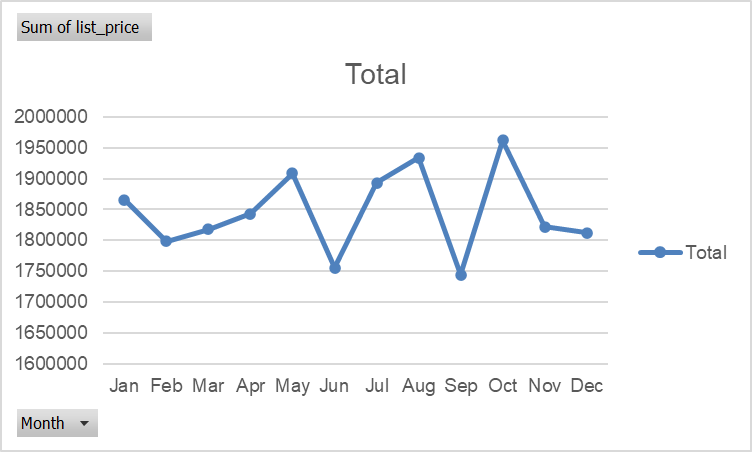 Sum of list_price
Total
2000000
1950000
1900000
1850000
1800000
1750000
1700000
1650000
1600000
Jan Feb Mar Apr May Jun Jul Aug Sep Oct Nov Dec
Total
Month